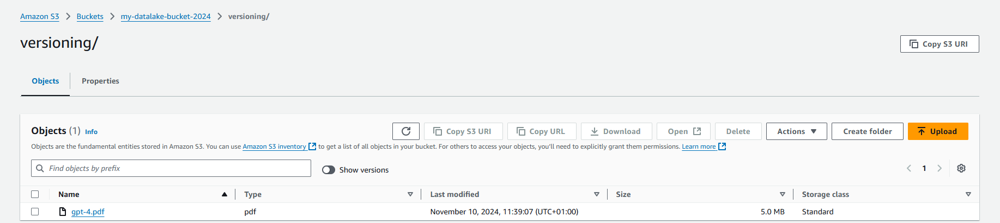 Amazon S3 > Buckets > my-datalake-bucket-2024 > versioning/
versioning/
Copy S3 URI
Objects Properties
Objects (1) Info
Copy S3 URI Copy URL Download Open Delete Actions Create folder Upload
Objects are the fundamental entities stored in Amazon S3. You can use Amazon S3 inventory to get a list of all objects in your bucket. For others to access your objects, you'll need to explicitly grant them permissions. Learn more
Find objects by prefix
Show versions
1
Name Type Last modified Size Storage class
gpt-4.pdf pdf November 10, 2024, 11:39:07 (UTC+01:00) 5.0 MB Standard